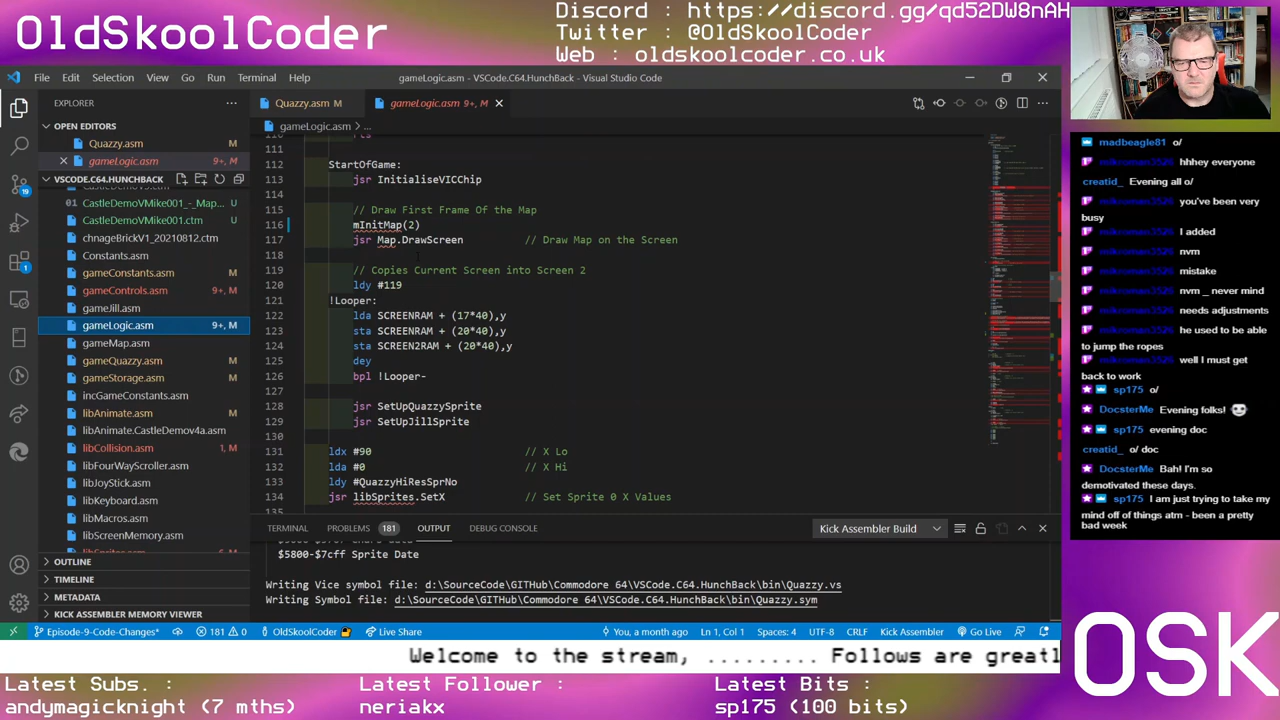 OldSkoolCoder
Discord : https://discord.gg/qd52DW8nAH
Twitter : @OldSkoolCoder
Web : oldskoolcoder.co.uk
File Edit Selection View Go Run Terminal Help
gameLogic.asm - VSCode.C64.HunchBack - Visual Studio Code
EXPLORER
OPEN EDITORS
Quazzy.asm M
gameLogic.asm 9+, M
VSCODE.C64.HUNCHBACK
CastleDemoVMike001_-_Map... U
CastleDemoVMike001.ctm U
chnageBrickV1_20210812.ctm
Constants.asm
gameConstants.asm M
gameControls.asm 9+, M
gameJill.asm
gameLogic.asm 9+, M
gameMap.asm
gameQuazzy.asm M
gameStorage.asm M
incGameConstants.asm
libAnimate.asm M
libAnimate.CastleDemov4a.asm
libCollision.asm 1, M
libFourWayScroller.asm
libJoyStick.asm
libKeyboard.asm
libMacros.asm
libScreenMemory.asm
OUTLINE
TIMELINE
METADATA
KICK ASSEMBLER MEMORY VIEWER
19
1
Quazzy.asm M
gameLogic.asm 9+, M
gameLogic.asm > ...
111
112 StartOfGame:
113 jsr InitialiseVICChip
114
115 // Draw First Frame Of the Map
116 mInitMap(2)
117 jsr Map.DrawScreen // Draw Map on the Screen
118
119 // Copies Current Screen into Screen 2
120 ldy #119
121 !Looper:
122 lda SCREENRAM + (17*40),y
123 sta SCREENRAM + (20*40),y
124 sta SCREEN2RAM + (20*40),y
125 dey
126 bpl !Looper-
127
128 jsr SetUpQuazzySprite
129 jsr SetUpJillSprite
130
131 ldx #90 // X Lo
132 lda #0 // X Hi
133 ldy #QuazzyHiResSprNo
134 jsr libSprites.SetX // Set Sprite 0 X Values
TERMINAL PROBLEMS 181 OUTPUT DEBUG CONSOLE
Kick Assembler Build
$5800-$7cff Sprite Date
Writing Vice symbol file: d:\SourceCode\GITHub\Commodore 64\VSCode.C64.HunchBack\bin\Quazzy.vs
Writing Symbol file: d:\SourceCode\GITHub\Commodore 64\VSCode.C64.HunchBack\bin\Quazzy.sym
Episode-9-Code-Changes* 181 0 OldSkoolCoder Live Share
You, a month ago Ln 1, Col 1 Spaces: 4 UTF-8 CRLF Kick Assembler Go Live
madbeagle81 o/
mikroman3526 hhhey everyone
creatid_ Evening all o/
mikroman3526 you've been very
busy
mikroman3526 I added
mikroman3526 mistake
mikroman3526 nvm _ never mind
mikroman3526 needs adjustments
mikroman3526 he used to be able
to jump the ropes
mikroman3526 well I must get
back to work
sp175 o/
DocsterMe Evening folks!
sp175 evening doc
creatid_ o/ doc
DocsterMe Bah! I'm so
demotivated these days.
sp175 I am just trying to take my
mind off of things atm - been a pretty
bad week
OSK
Welcome to the stream, ......... Follows are greatl
Latest Subs. :
andymagicknight (7 mths)
Latest Follower :
neriakx
Latest Bits :
sp175 (100 bits)